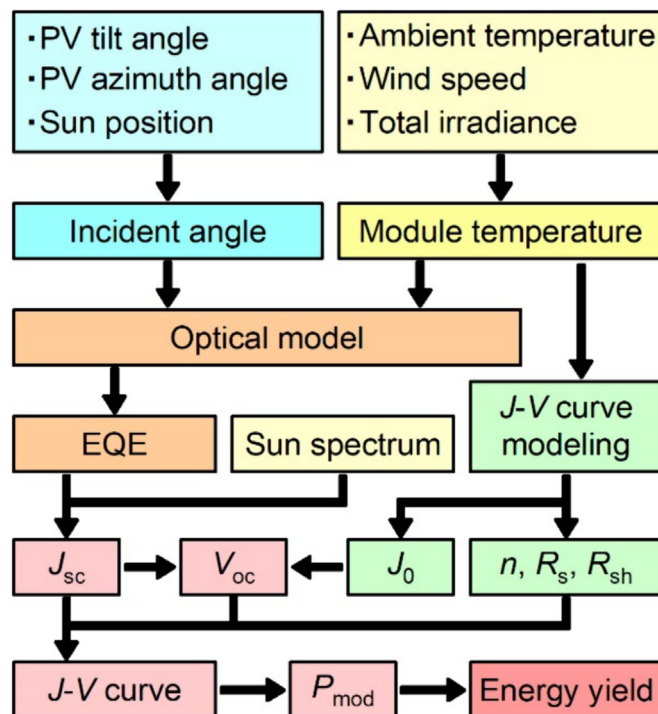 ・PV tilt angle
・PV azimuth angle
・Sun position
・Ambient temperature
・Wind speed
・Total irradiance
Incident angle
Module temperature
Optical model
J-V curve
modeling
EQE
Sun spectrum
Jsc
Voc
J0
n, Rs, Rsh
J-V curve
Pmod
Energy yield